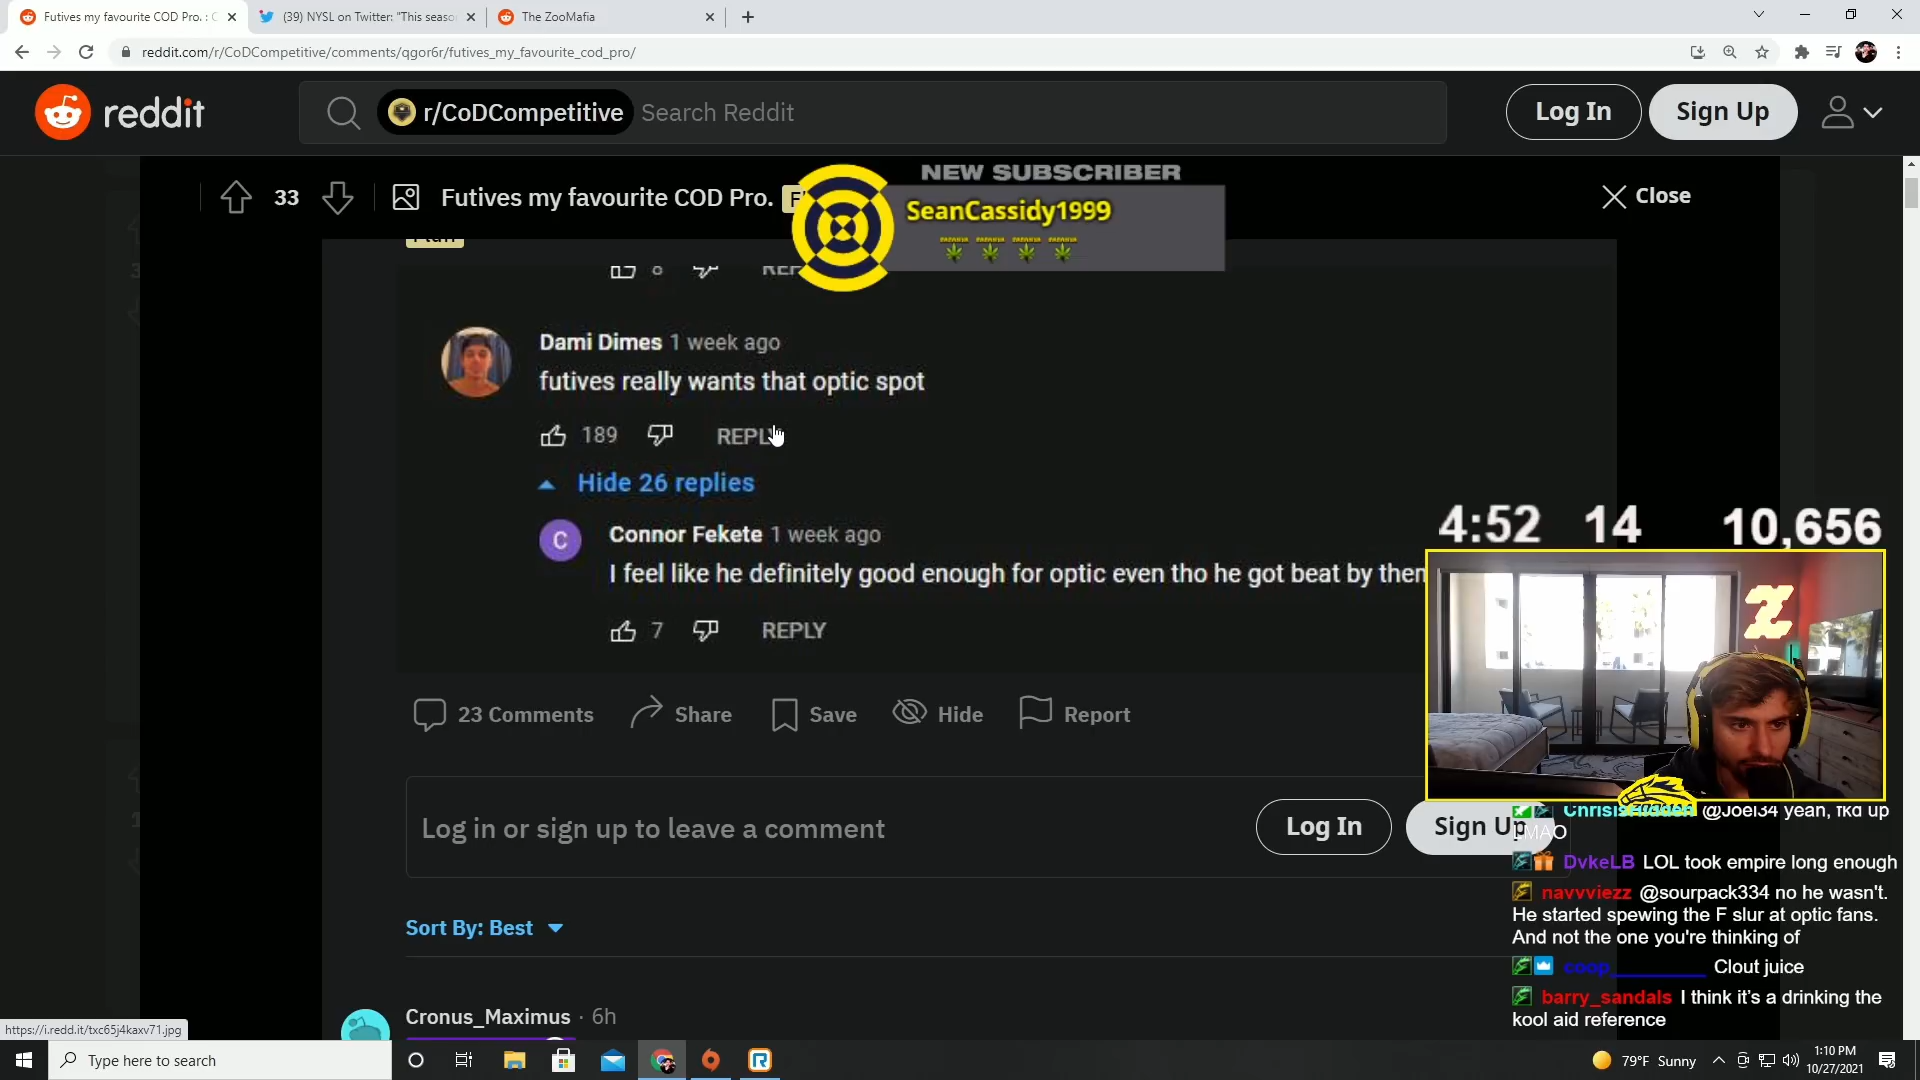 Futives my favourite COD Pro. : C
(39) NYSL on Twitter: "This seaso
The ZooMafia
reddit.com/r/CoDCompetitive/comments/qgor6r/futives_my_favourite_cod_pro/
reddit
r/CoDCompetitive
Search Reddit
Log In
Sign Up
33
Futives my favourite COD Pro.
Close
NEW SUBSCRIBER
SeanCassidy1999
8
Dami Dimes 1 week ago
futives really wants that optic spot
189
REPLY
Hide 26 replies
C
Connor Fekete 1 week ago
I feel like he definitely good enough for optic even tho he got beat by them
7
REPLY
4:52 14 10,656
Z
23 Comments
Share
Save
Hide
Report
Log in or sign up to leave a comment
Log In
Sign Up
@Joel34 yeah, fkd up
LMAO
DvkeLB LOL took empire long enough
navvviezz @sourpack334 no he wasn't.
He started spewing the F slur at optic fans.
And not the one you're thinking of
coop_________ Clout juice
barry_sandals I think it's a drinking the
kool aid reference
Sort By: Best
Cronus_Maximus · 6h
https://i.redd.it/txc65j4kaxv71.jpg
Type here to search
79°F Sunny
1:10 PM
10/27/2021